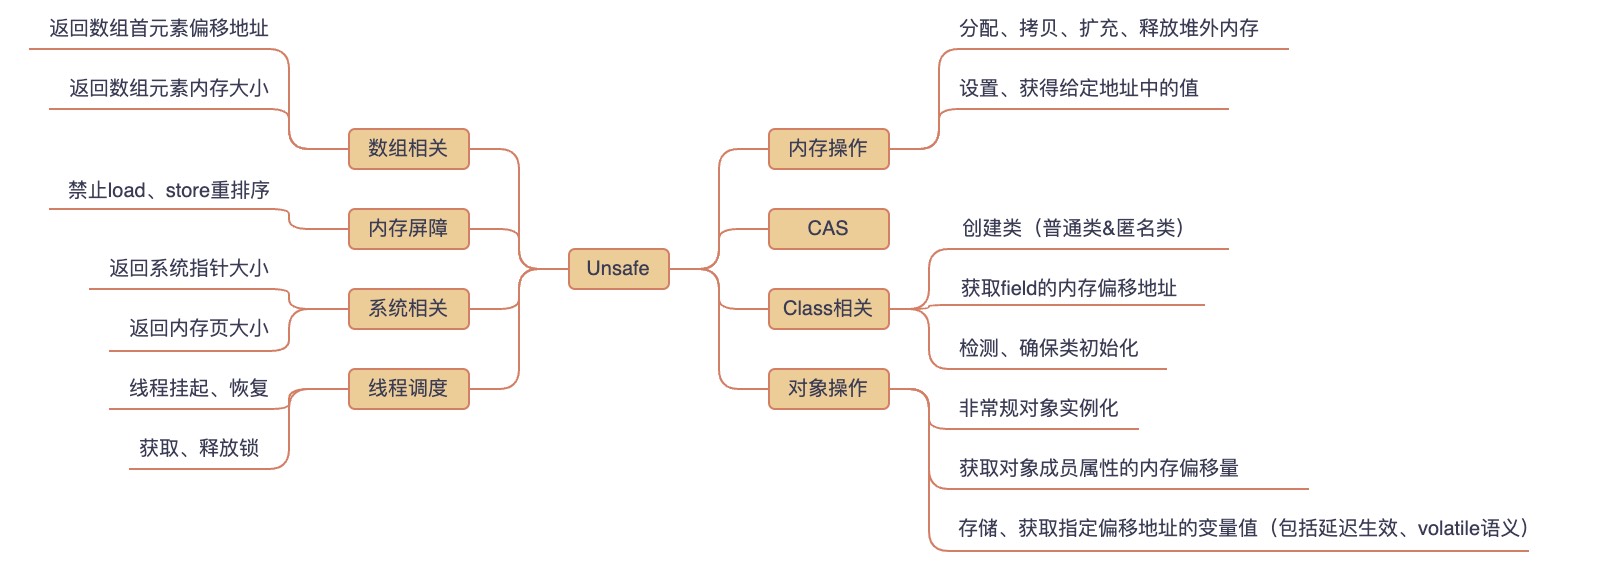 返回数组首元素偏移地址
返回数组元素内存大小
数组相关
禁止load、store重排序
内存屏障
返回系统指针大小
系统相关
返回内存页大小
线程挂起、恢复
线程调度
获取、释放锁
Unsafe
分配、拷贝、扩充、释放堆外内存
设置、获得给定地址中的值
内存操作
CAS
创建类（普通类&匿名类）
获取field的内存偏移地址
Class相关
检测、确保类初始化
对象操作
非常规对象实例化
获取对象成员属性的内存偏移量
存储、获取指定偏移地址的变量值（包括延迟生效、volatile语义）